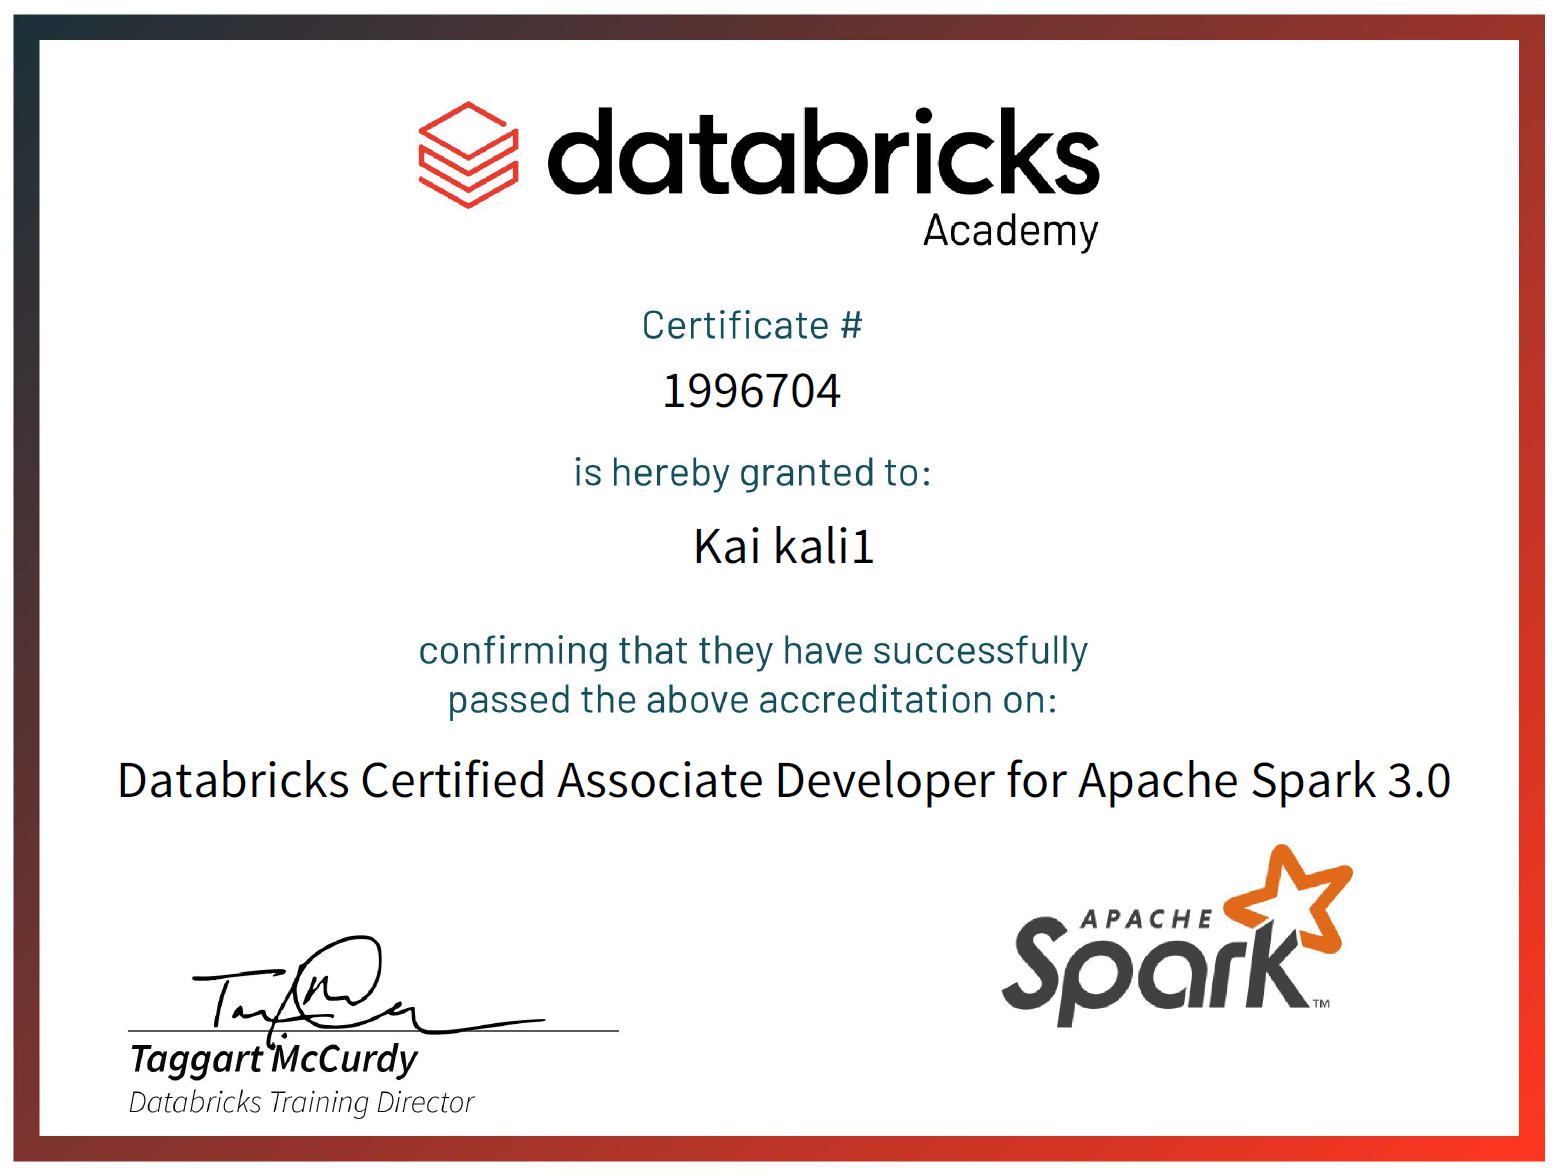 databricks
Academy
Certificate #
1996704
is hereby granted to:
Kai kali1
confirming that they have successfully
passed the above accreditation on:
Databricks Certified Associate Developer for Apache Spark 3.0
APACHE
Spark™
Taggart McCurdy
Databricks Training Director